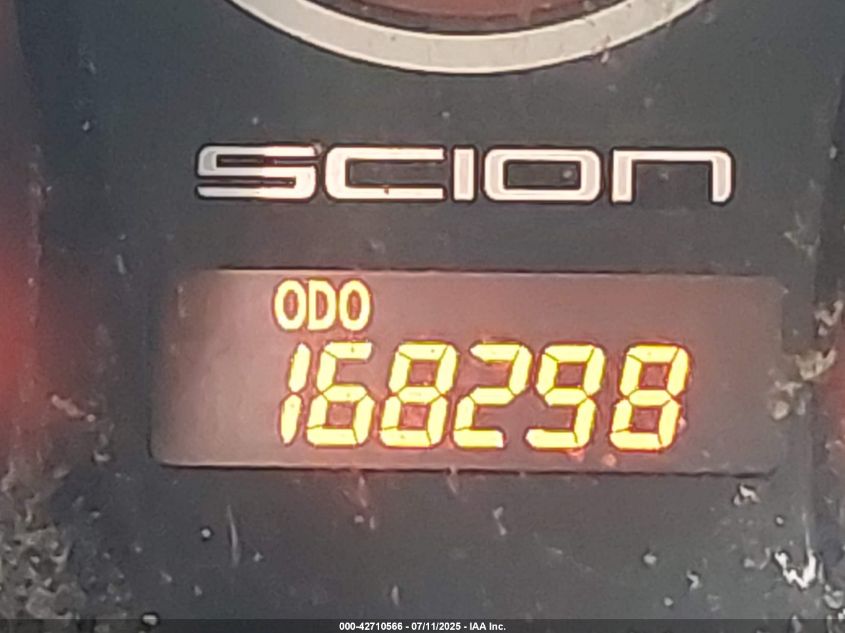 SCION
ODO
168298
000-42710566 - 07/11/2025 - IAA Inc.